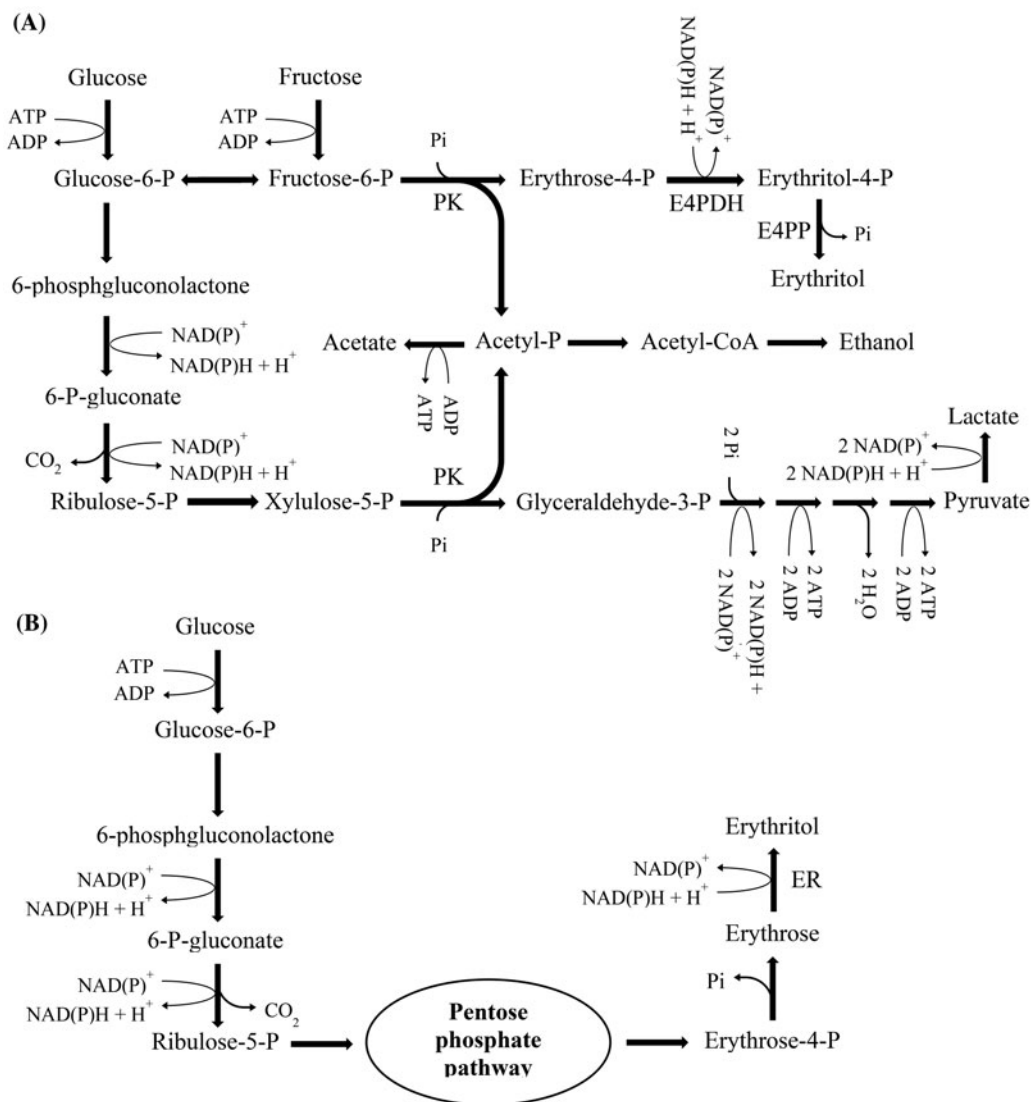 (A)
Glucose
ATP
ADP
Glucose-6-P
Fructose
ATP
ADP
Fructose-6-P
Pi
PK
Erythrose-4-P
NAD(P)H + H+
NAD(P)+
E4PDH
Erythritol-4-P
E4PP
Pi
Erythritol
6-phosphgluconolactone
NAD(P)+
NAD(P)H + H+
6-P-gluconate
CO2
NAD(P)+
NAD(P)H + H+
Ribulose-5-P
Xylulose-5-P
Acetate
ATP
ADP
Acetyl-P
Acetyl-CoA
Ethanol
PK
Pi
Glyceraldehyde-3-P
2 Pi
2 NAD(P)+
2 NAD(P)H +
2 ADP
2 ATP
2 H2O
2 ADP
2 ATP
Pyruvate
2 NAD(P)+
2 NAD(P)H + H+
Lactate
(B)
Glucose
ATP
ADP
Glucose-6-P
6-phosphgluconolactone
NAD(P)+
NAD(P)H + H+
6-P-gluconate
NAD(P)+
NAD(P)H + H+
CO2
Ribulose-5-P
Pentose
phosphate
pathway
Erythrose-4-P
Pi
Erythrose
NAD(P)+
NAD(P)H + H+
ER
Erythritol